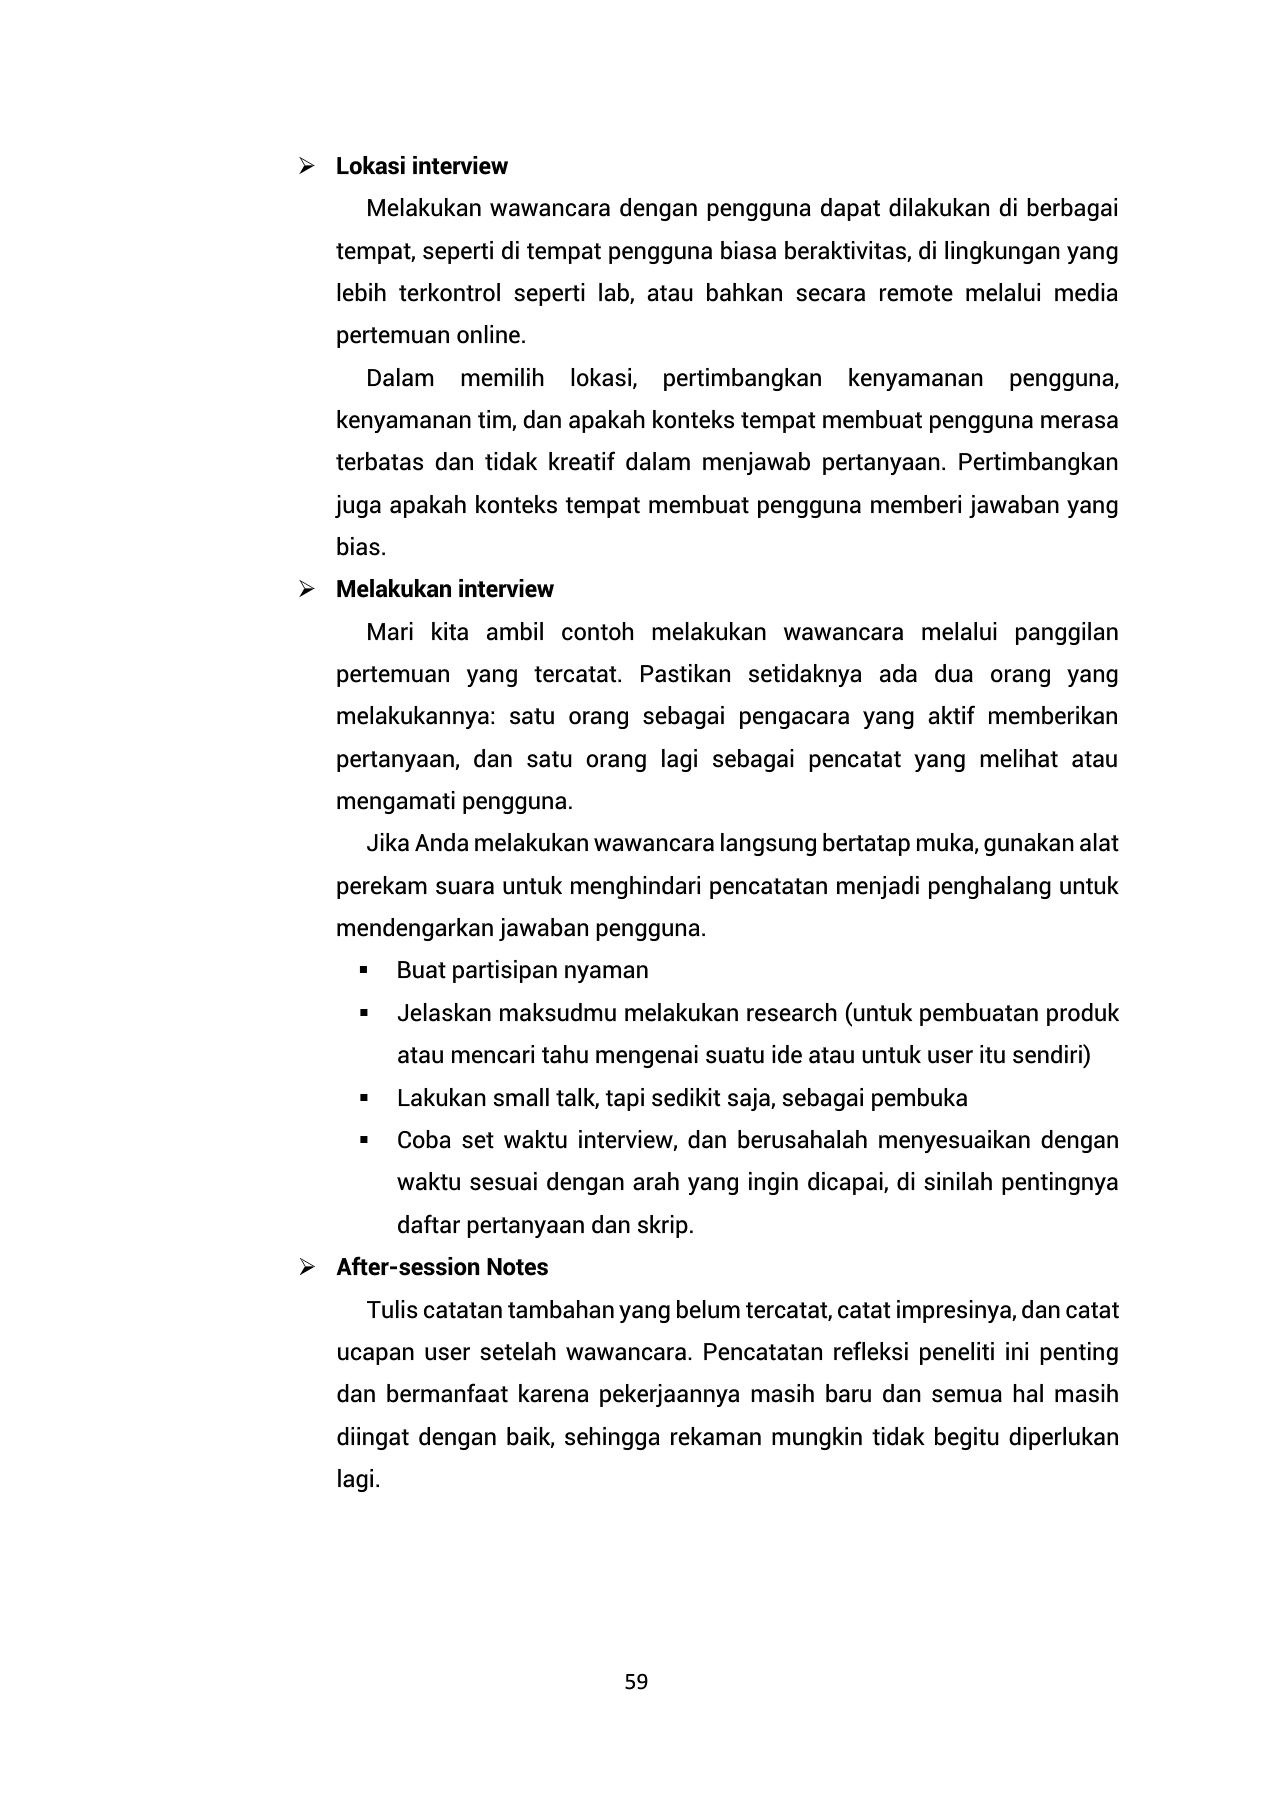 ➢ Lokasi interview
Melakukan wawancara dengan pengguna dapat dilakukan di berbagai
tempat, seperti di tempat pengguna biasa beraktivitas, di lingkungan yang
lebih terkontrol seperti lab, atau bahkan secara remote melalui media
pertemuan online.
Dalam memilih lokasi, pertimbangkan kenyamanan pengguna,
kenyamanan tim, dan apakah konteks tempat membuat pengguna merasa
terbatas dan tidak kreatif dalam menjawab pertanyaan. Pertimbangkan
juga apakah konteks tempat membuat pengguna memberi jawaban yang
bias.
➢ Melakukan interview
Mari kita ambil contoh melakukan wawancara melalui panggilan
pertemuan yang tercatat. Pastikan setidaknya ada dua orang yang
melakukannya: satu orang sebagai pengacara yang aktif memberikan
pertanyaan, dan satu orang lagi sebagai pencatat yang melihat atau
mengamati pengguna.
Jika Anda melakukan wawancara langsung bertatap muka, gunakan alat
perekam suara untuk menghindari pencatatan menjadi penghalang untuk
mendengarkan jawaban pengguna.
▪ Buat partisipan nyaman
▪ Jelaskan maksudmu melakukan research (untuk pembuatan produk
atau mencari tahu mengenai suatu ide atau untuk user itu sendiri)
▪ Lakukan small talk, tapi sedikit saja, sebagai pembuka
▪ Coba set waktu interview, dan berusahalah menyesuaikan dengan
waktu sesuai dengan arah yang ingin dicapai, di sinilah pentingnya
daftar pertanyaan dan skrip.
➢ After-session Notes
Tulis catatan tambahan yang belum tercatat, catat impresinya, dan catat
ucapan user setelah wawancara. Pencatatan refleksi peneliti ini penting
dan bermanfaat karena pekerjaannya masih baru dan semua hal masih
diingat dengan baik, sehingga rekaman mungkin tidak begitu diperlukan
lagi.
59